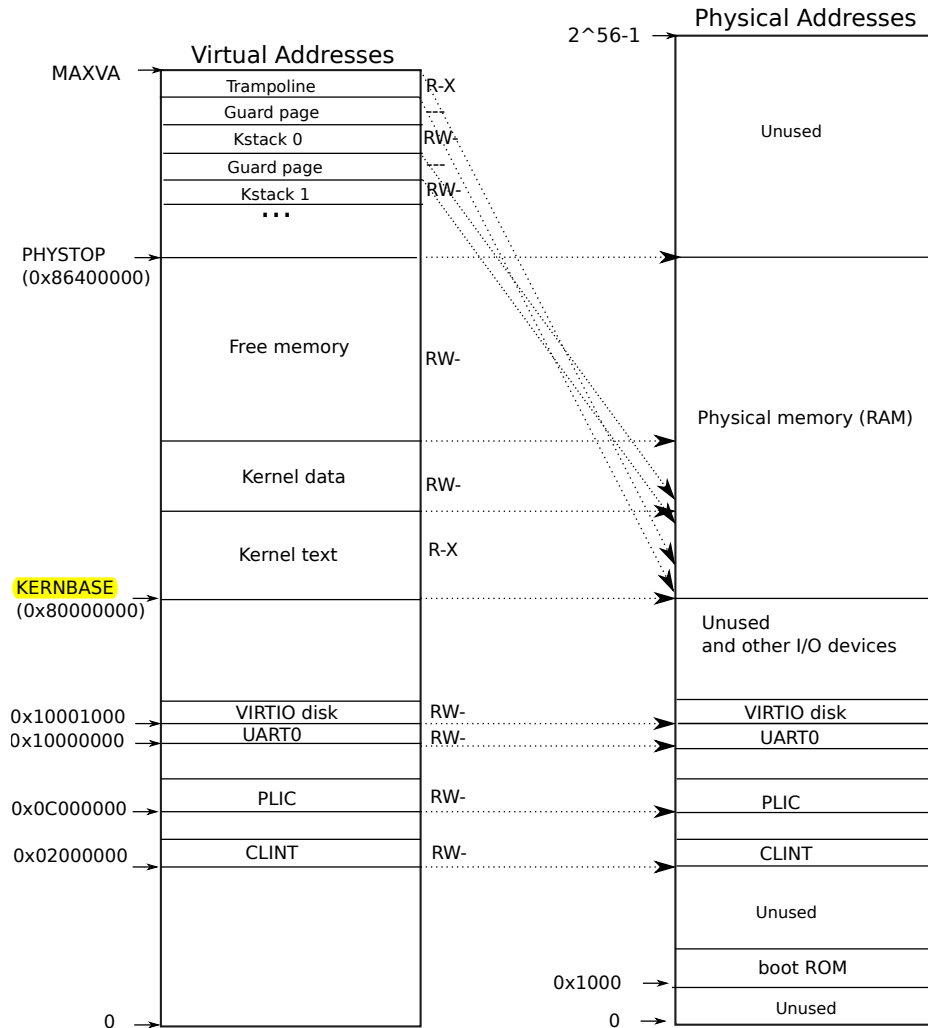 Physical Addresses
2^56-1
Virtual Addresses
MAXVA
Trampoline
R-X
Guard page
---
Kstack 0
RW-
Guard page
---
Kstack 1
RW-
...
Unused
PHYSTOP
(0x86400000)
Free memory
RW-
Physical memory (RAM)
Kernel data
RW-
Kernel text
R-X
KERNBASE
(0x80000000)
Unused
and other I/O devices
0x10001000
VIRTIO disk
RW-
VIRTIO disk
0x10000000
UART0
RW-
UART0
0x0C000000
PLIC
RW-
PLIC
0x02000000
CLINT
RW-
CLINT
Unused
boot ROM
0x1000
Unused
0
0